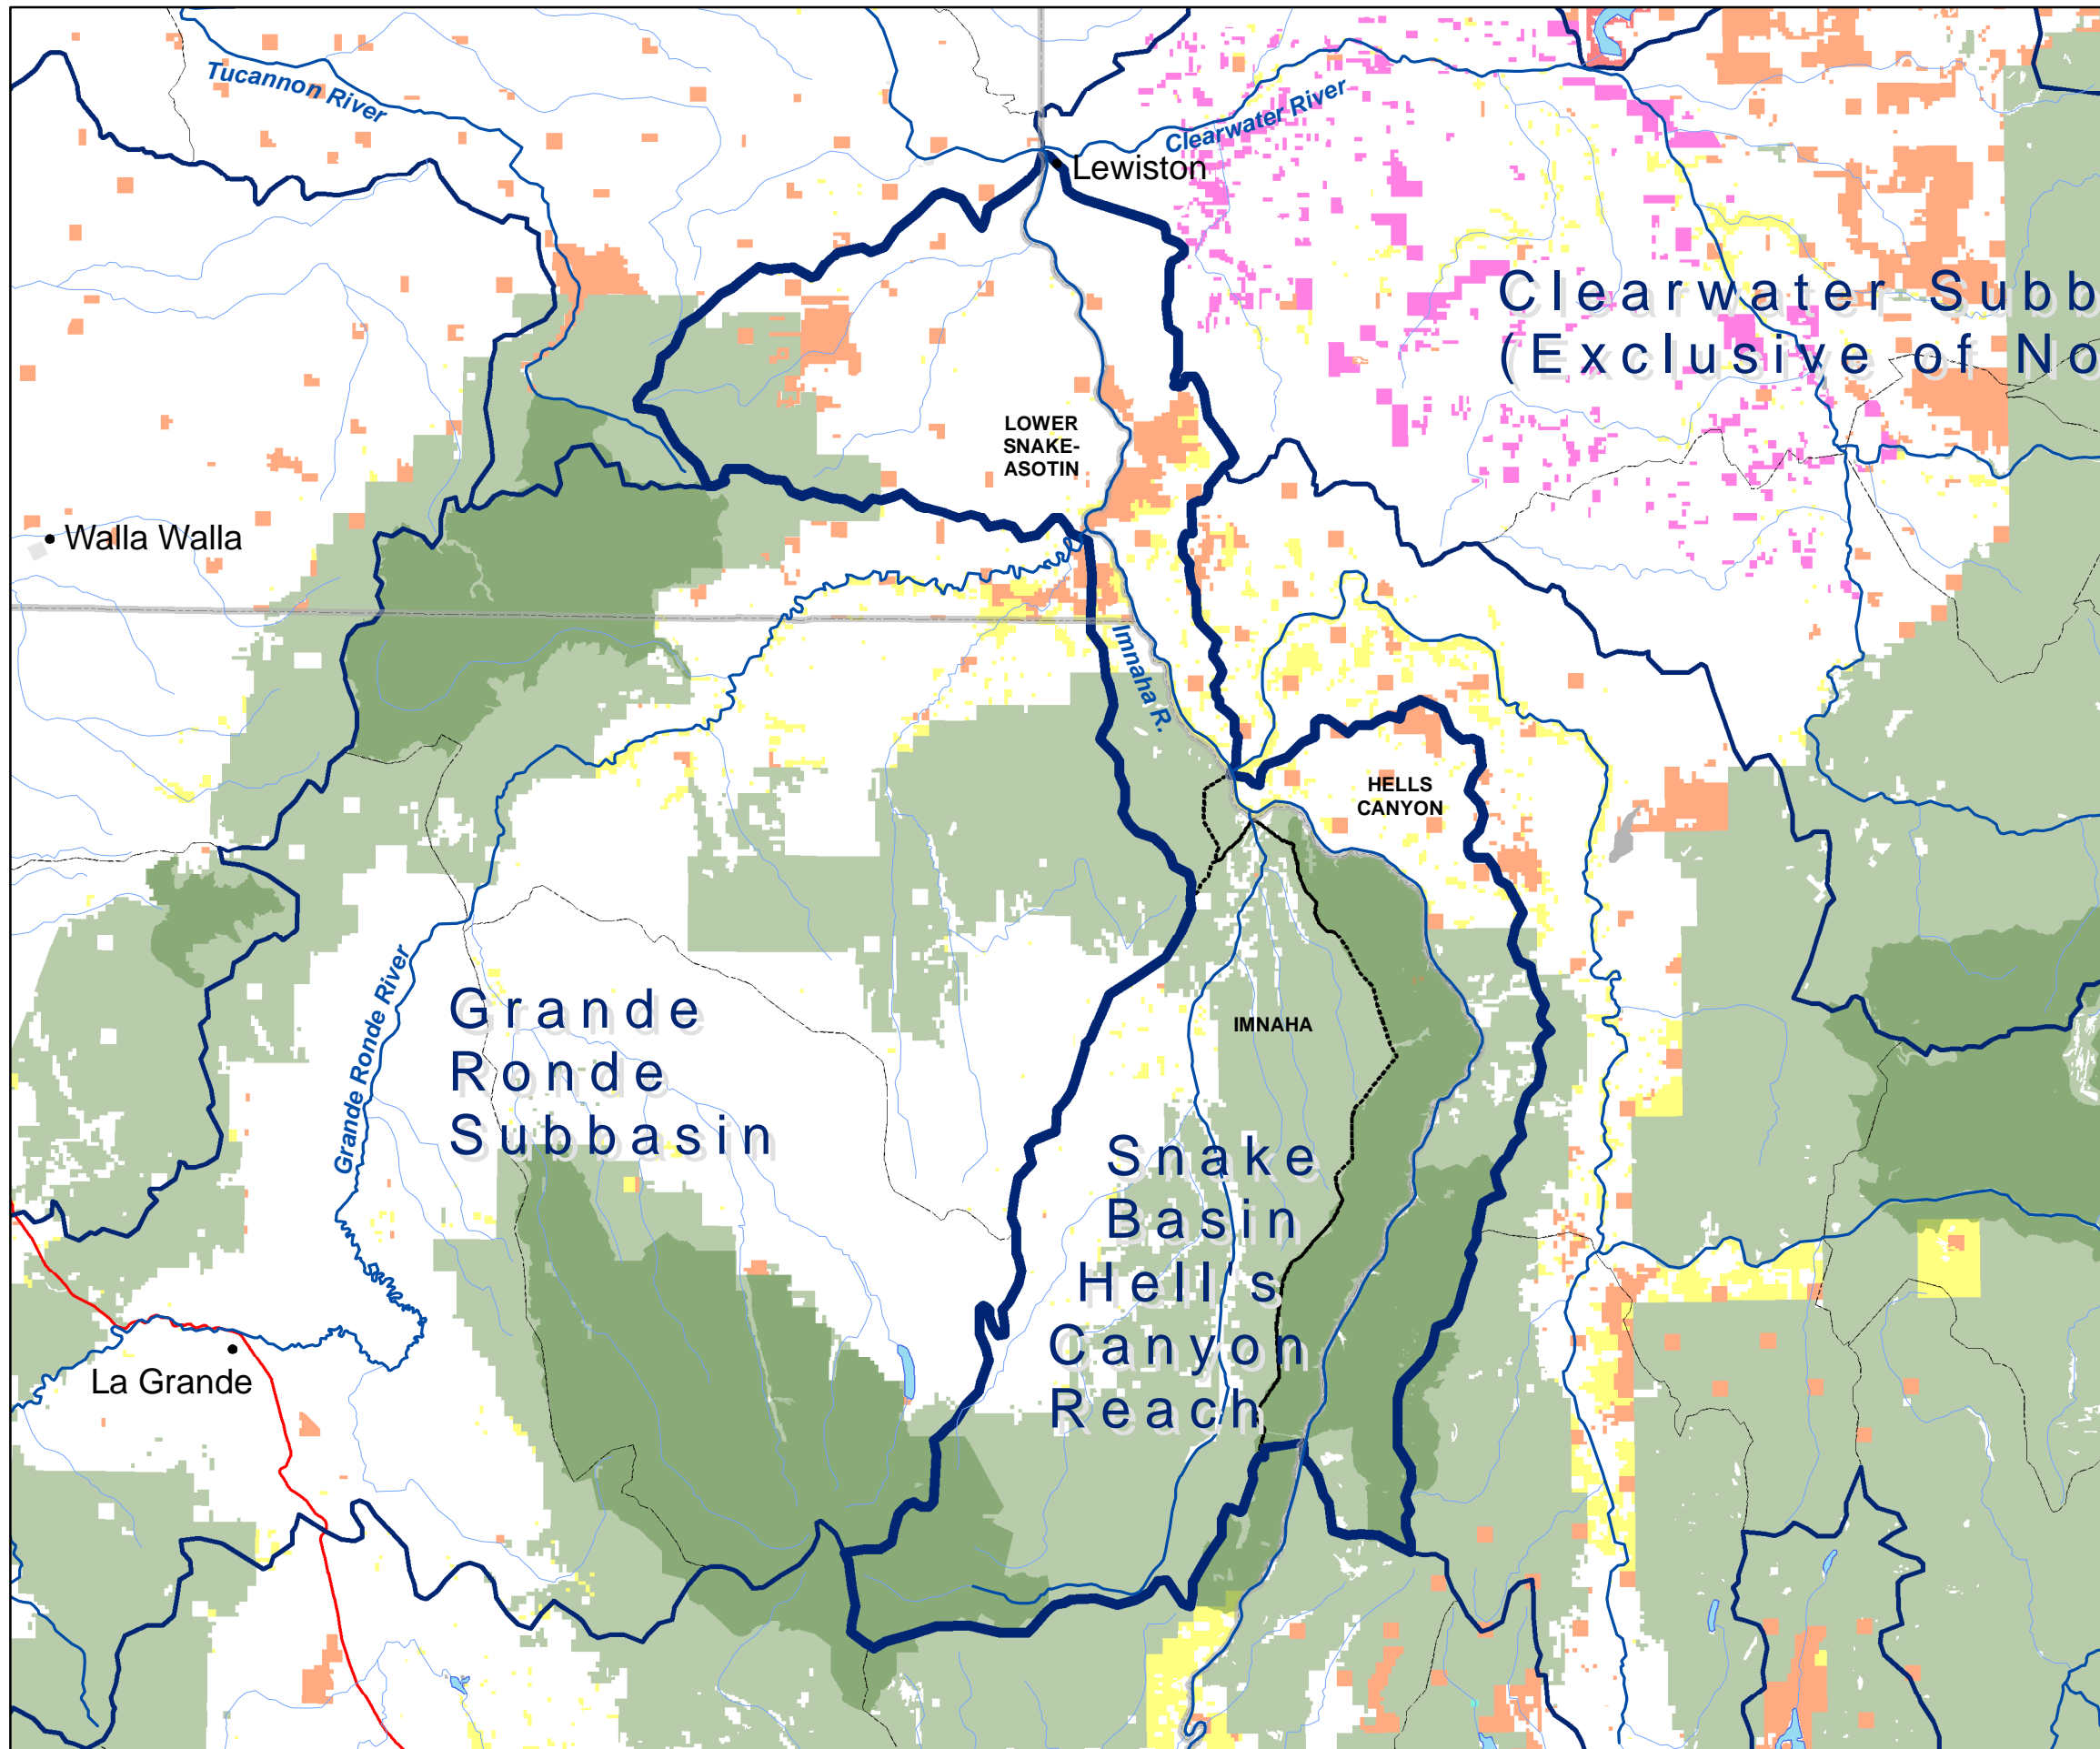 Tucannon River
Clearwater River
Lewiston
Clearwater Subb
(Exclusive of No
LOWER
SNAKE-
ASOTIN
Walla Walla
Imnaha R.
HELLS
CANYON
Grande Ronde River
Grande
Ronde
Subbasin
IMNAHA
Snake
Basin
Hells
Canyon
Reach
La Grande